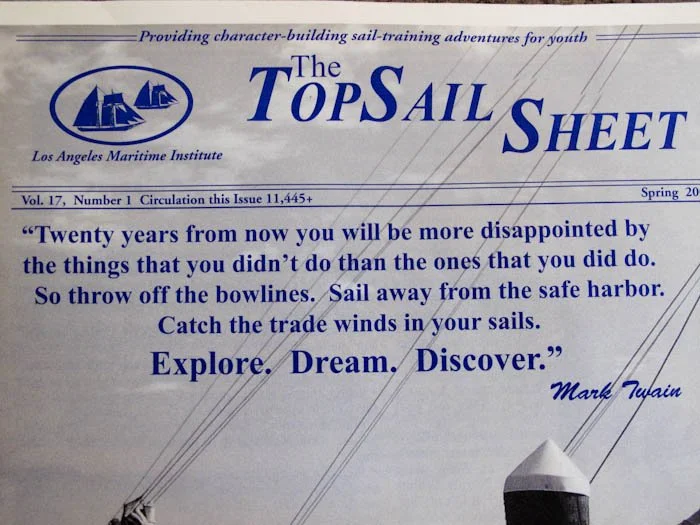 Providing character-building sail-training adventures for youth
The
TopSail Sheet
Los Angeles Maritime Institute
Vol. 17, Number 1 Circulation this Issue 11,445+ Spring 20
“Twenty years from now you will be more disappointed by
the things that you didn’t do than the ones that you did do.
So throw off the bowlines. Sail away from the safe harbor.
Catch the trade winds in your sails.
Explore. Dream. Discover.”
Mark Twain